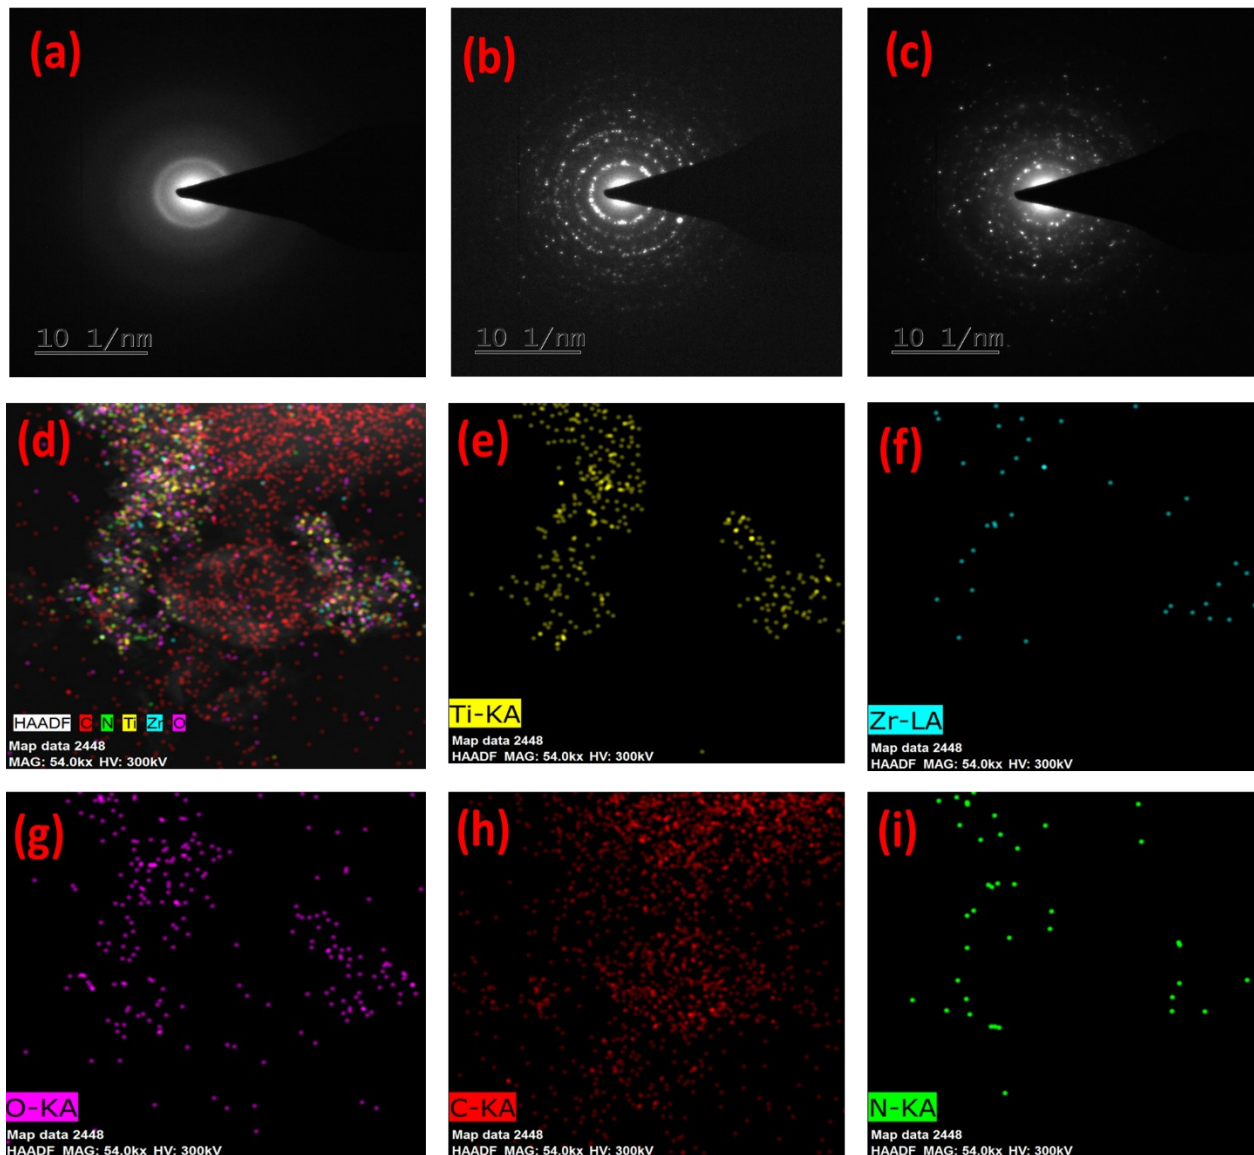 (a)
(b)
(c)
10 1/nm
10 1/nm
10 1/nm
(d)
(e)
(f)
HAADF C N Ti Zr O
Map data 2448
MAG: 54.0kx HV: 300kV
Ti-KA
Map data 2448
HAADF MAG: 54.0kx HV: 300kV
Zr-LA
Map data 2448
HAADF MAG: 54.0kx HV: 300kV
(g)
(h)
(i)
O-KA
Map data 2448
HAADF MAG: 54.0kx HV: 300kV
C-KA
Map data 2448
HAADF MAG: 54.0kx HV: 300kV
N-KA
Map data 2448
HAADF MAG: 54.0kx HV: 300kV